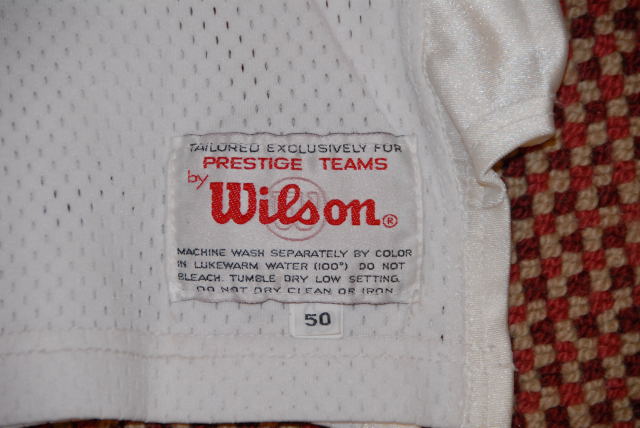 TAILORED EXCLUSIVELY FOR
PRESTIGE TEAMS
by Wilson®
MACHINE WASH SEPARATELY BY COLOR
IN LUKEWARM WATER (100°) DO NOT
BLEACH. TUMBLE DRY LOW SETTING.
DO NOT DRY CLEAN OR IRON
50